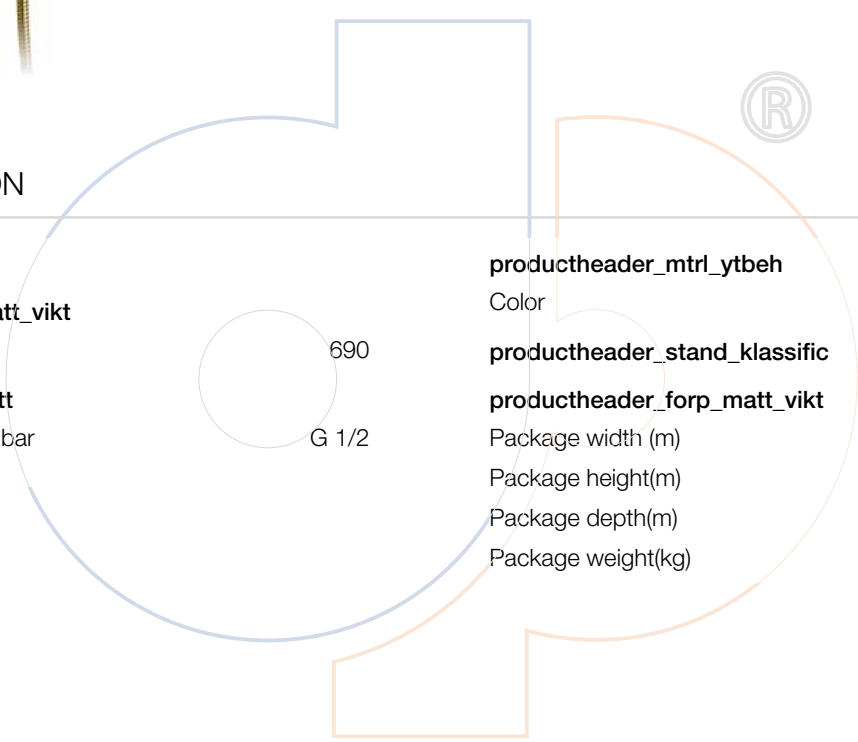 ®
ON
att_vikt
690
tt
bar G 1/2
productheader_mtrl_ytbeh
Color
productheader_stand_klassific
productheader_forp_matt_vikt
Package width (m)
Package height(m)
Package depth(m)
Package weight(kg)